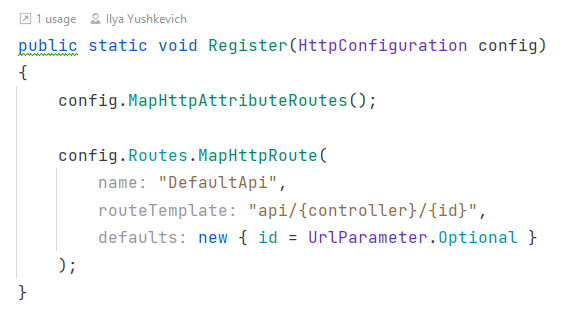 1 usage Ilya Yushkevich
public static void Register(HttpConfiguration config)
{
config.MapHttpAttributeRoutes();
config.Routes.MapHttpRoute(
name: "DefaultApi",
routeTemplate: "api/{controller}/{id}",
defaults: new { id = UrlParameter.Optional }
);
}